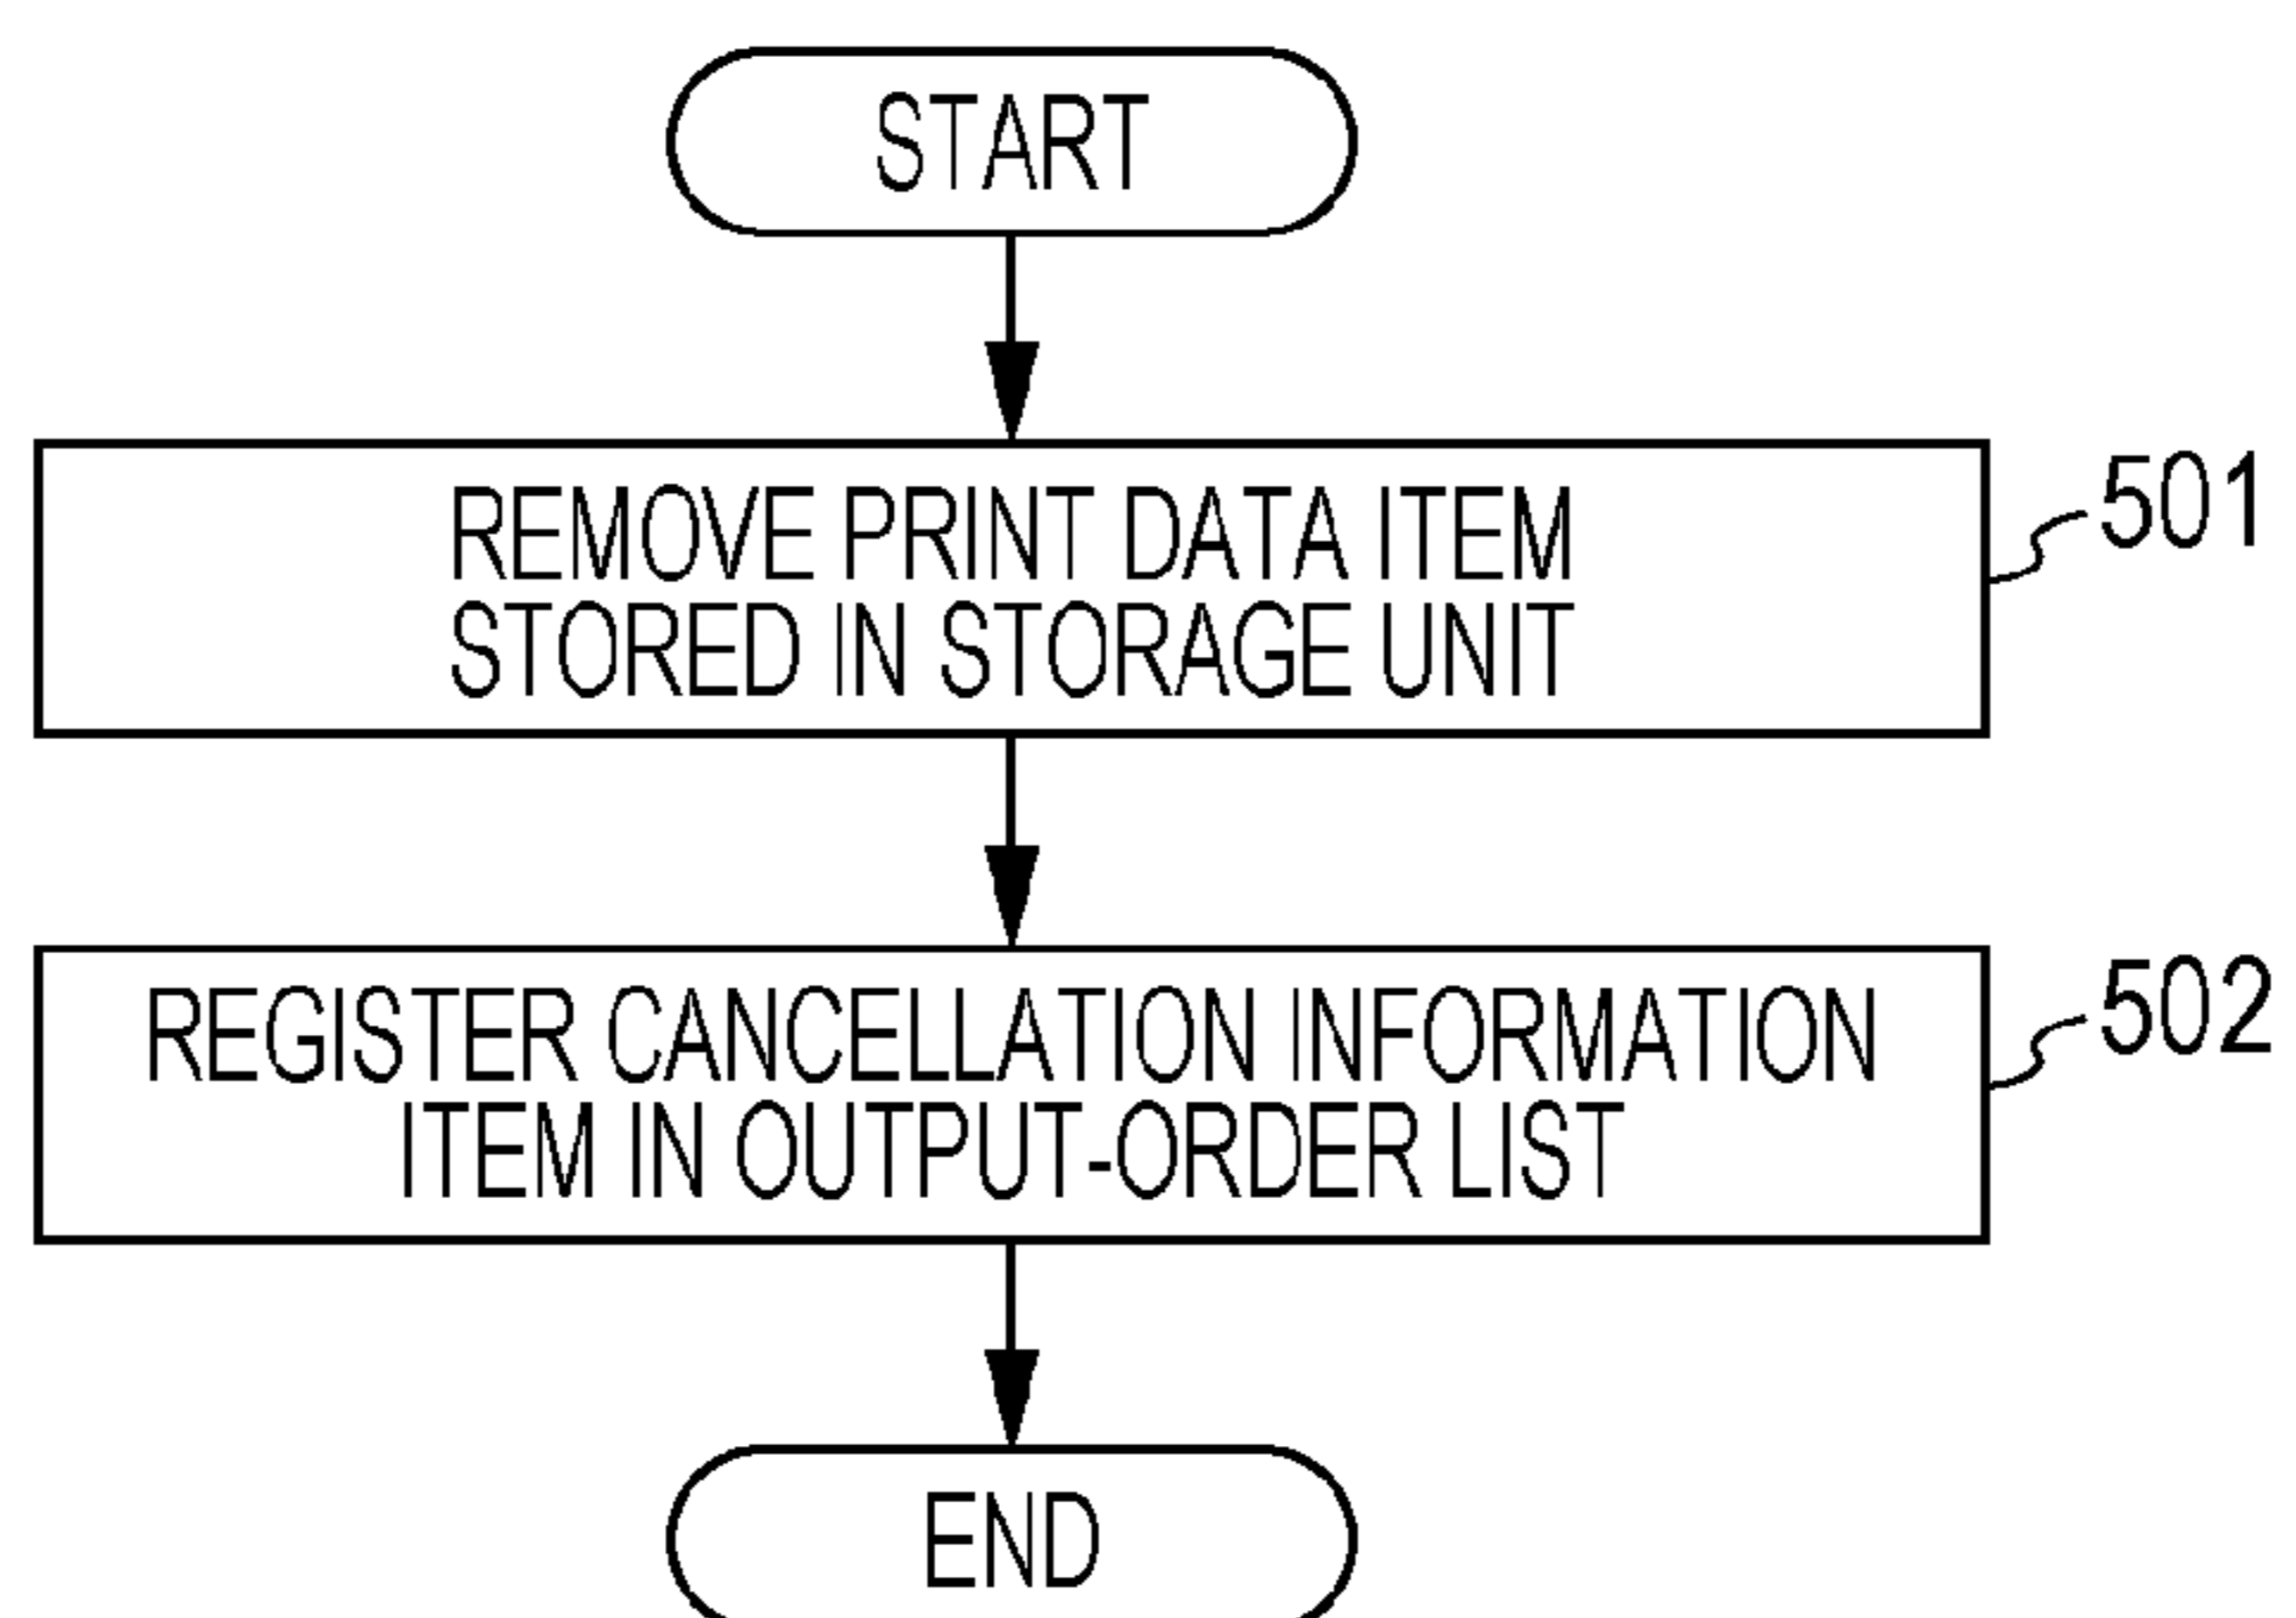 START
REMOVE PRINT DATA ITEM
STORED IN STORAGE UNIT
501
REGISTER CANCELLATION INFORMATION
ITEM IN OUTPUT-ORDER LIST
502
END